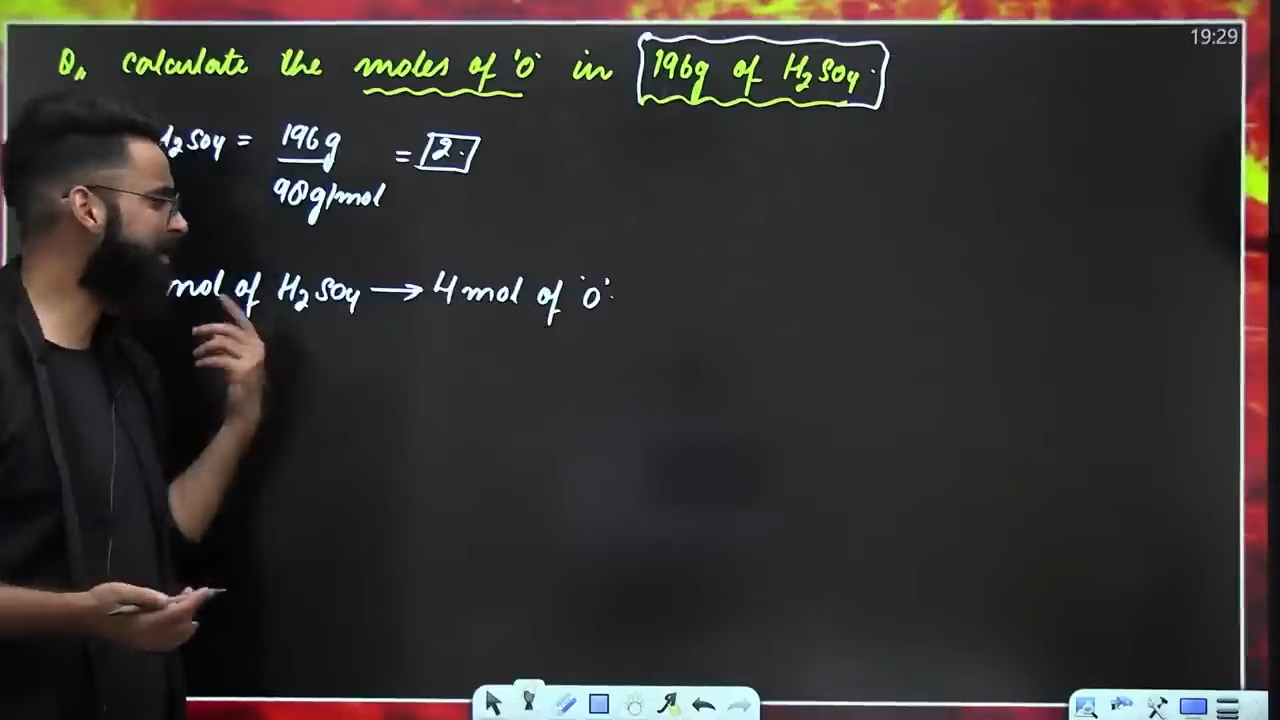 19:29
Q. calculate the moles of 'O' in 196g of H₂SO₄.
H₂SO₄ = 196g / 98g/mol = 2.
mol of H₂SO₄ → 4 mol of 'O'.